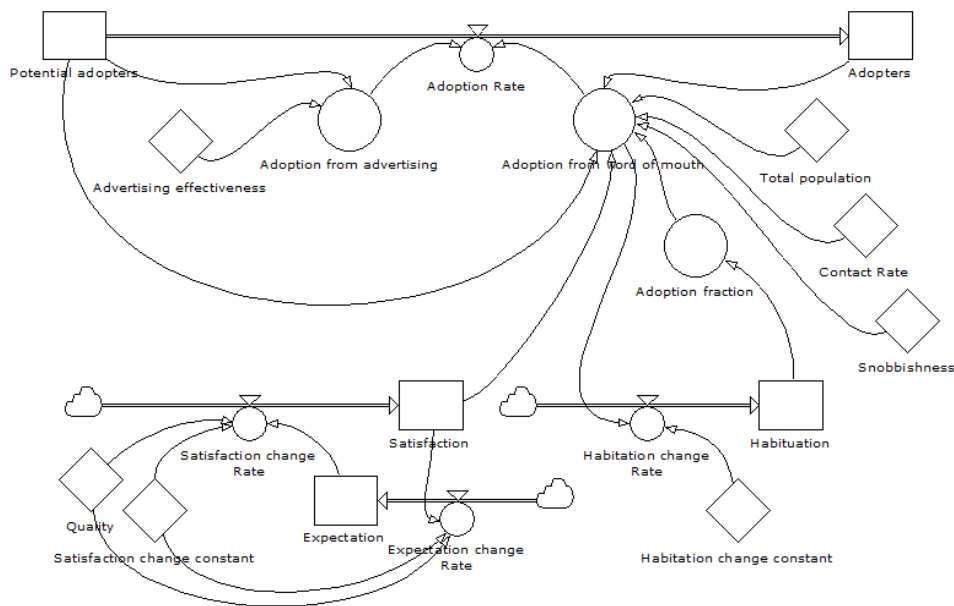 Potential adopters
Adoption Rate
Adopters
Advertising effectiveness
Adoption from advertising
Adoption from word of mouth
Total population
Contact Rate
Adoption fraction
Snobbishness
Satisfaction change
Rate
Satisfaction
Habitation change
Rate
Habituation
Quality
Satisfaction change constant
Expectation
Expectation change
Rate
Habitation change constant